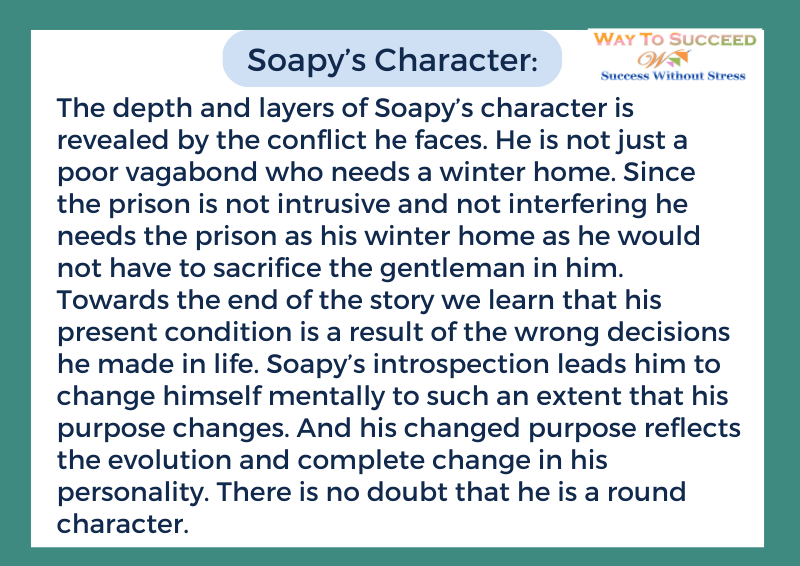 Soapy's Character:
WAY TO SUCCEED
W
Success Without Stress
The depth and layers of Soapy's character is
revealed by the conflict he faces. He is not just a
poor vagabond who needs a winter home. Since
the prison is not intrusive and not interfering he
needs the prison as his winter home as he would
not have to sacrifice the gentleman in him.
Towards the end of the story we learn that his
present condition is a result of the wrong decisions
he made in life. Soapy's introspection leads him to
change himself mentally to such an extent that his
purpose changes. And his changed purpose reflects
the evolution and complete change in his
personality. There is no doubt that he is a round
character.